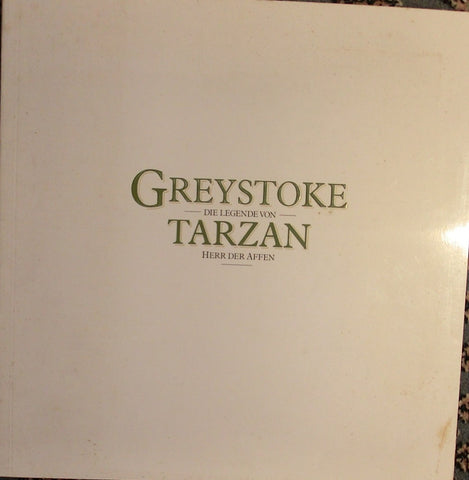 GREYSTOKE
DIE LEGENDE VON
TARZAN
HERR DER AFFEN